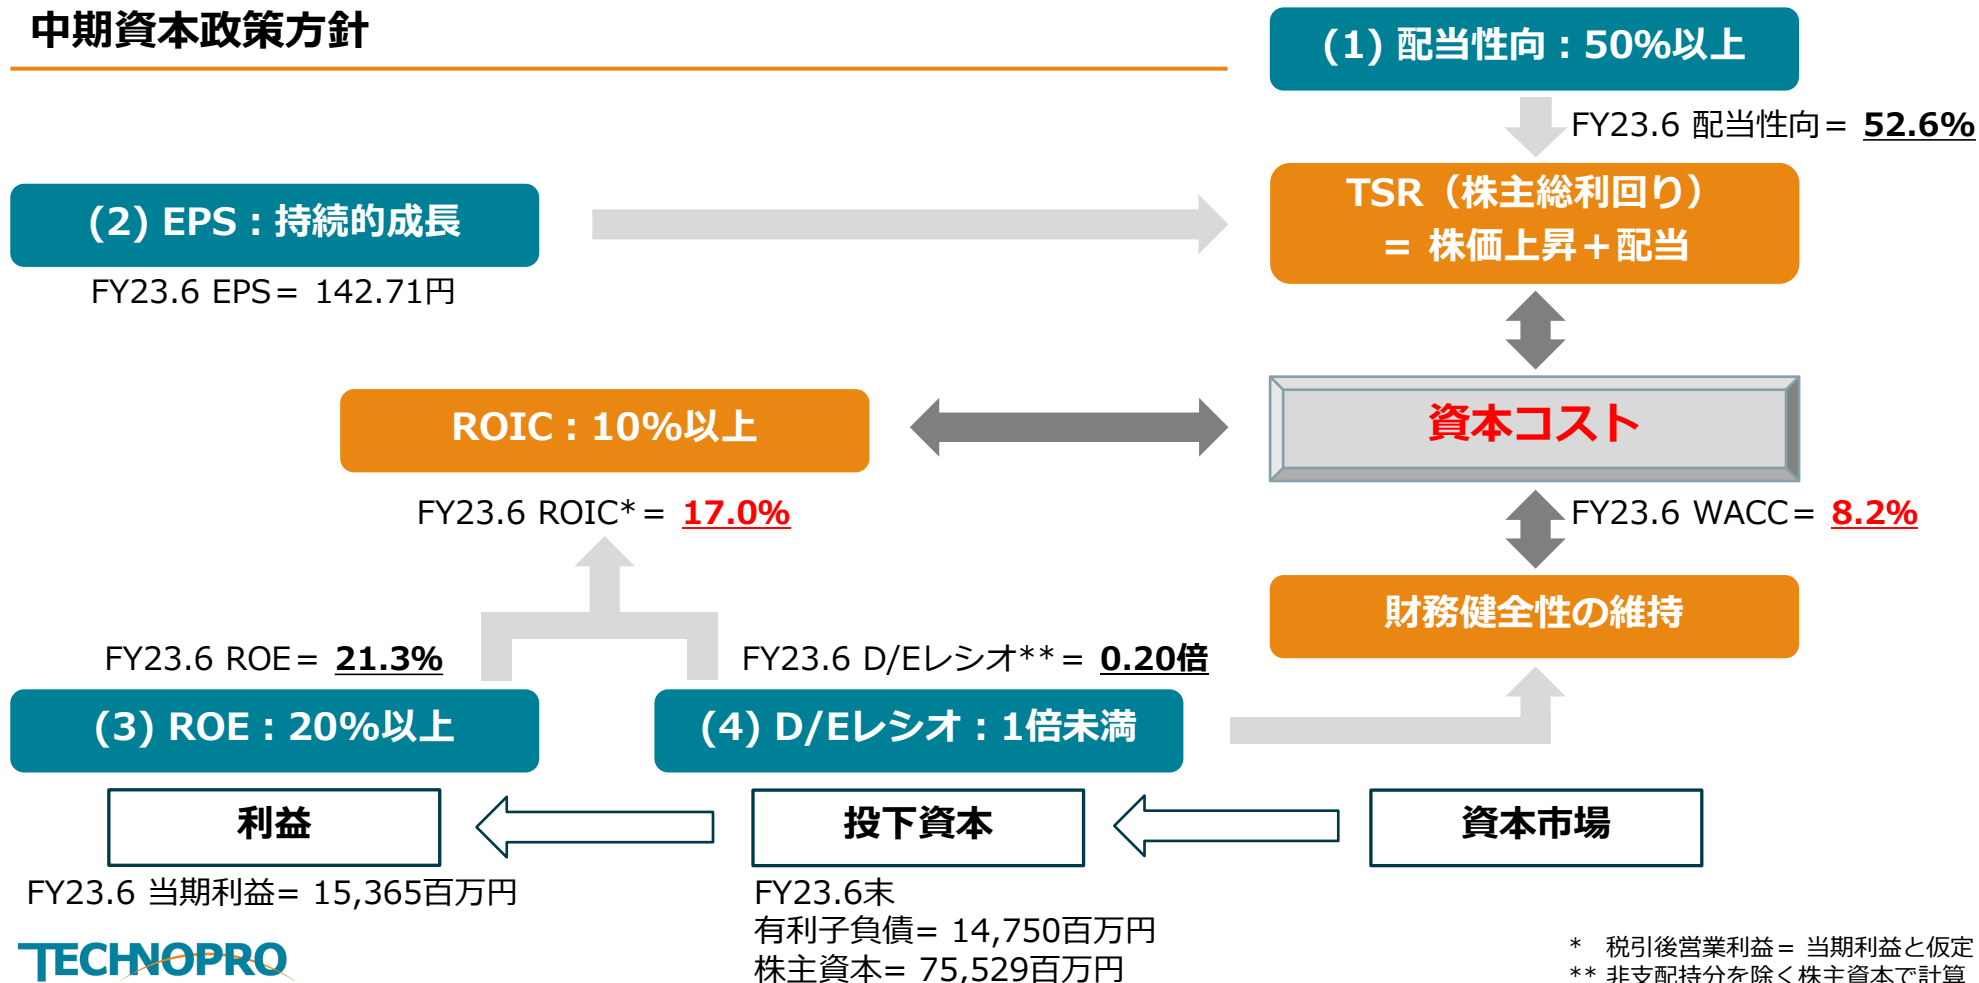 中期資本政策方針
(1) 配当性向：50%以上
FY23.6 配当性向＝ 52.6%
(2) EPS：持続的成長
FY23.6 EPS＝ 142.71円
TSR（株主総利回り）
＝ 株価上昇＋配当
ROIC：10%以上
資本コスト
FY23.6 ROIC*＝ 17.0%
FY23.6 WACC＝ 8.2%
財務健全性の維持
FY23.6 ROE＝ 21.3%
FY23.6 D/Eレシオ**＝ 0.20倍
(3) ROE：20%以上
(4) D/Eレシオ：1倍未満
利益
投下資本
資本市場
FY23.6 当期利益= 15,365百万円
FY23.6末
有利子負債= 14,750百万円
株主資本= 75,529百万円
TECHNOPRO
* 税引後営業利益= 当期利益と仮定
** 非支配持分を除く株主資本で計算